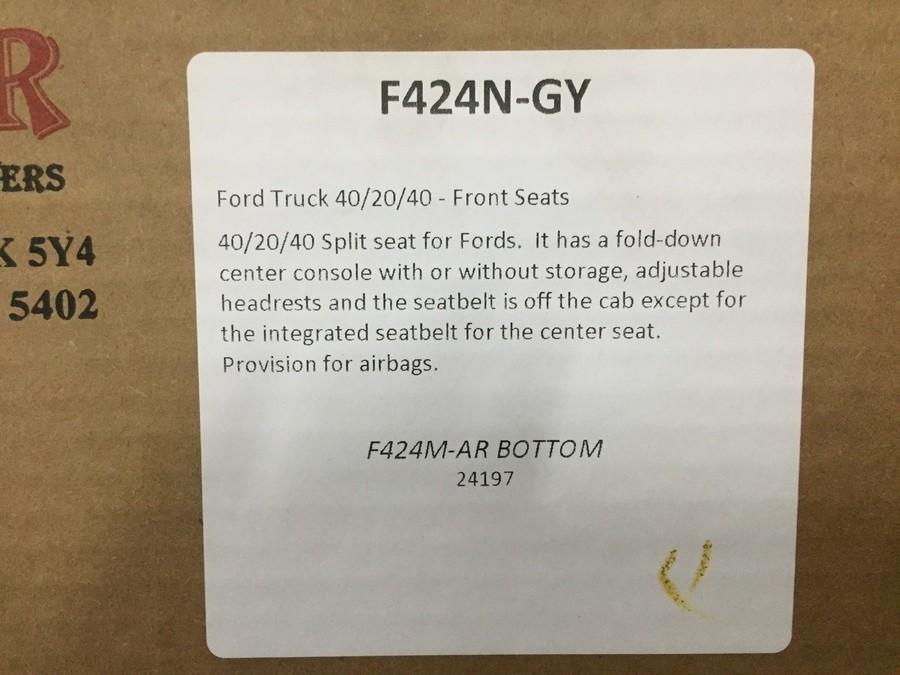 R
ERS
K 5Y4
5402
F424N-GY
Ford Truck 40/20/40 - Front Seats
40/20/40 Split seat for Fords. It has a fold-down
center console with or without storage, adjustable
headrests and the seatbelt is off the cab except for
the integrated seatbelt for the center seat.
Provision for airbags.
F424M-AR BOTTOM
24197